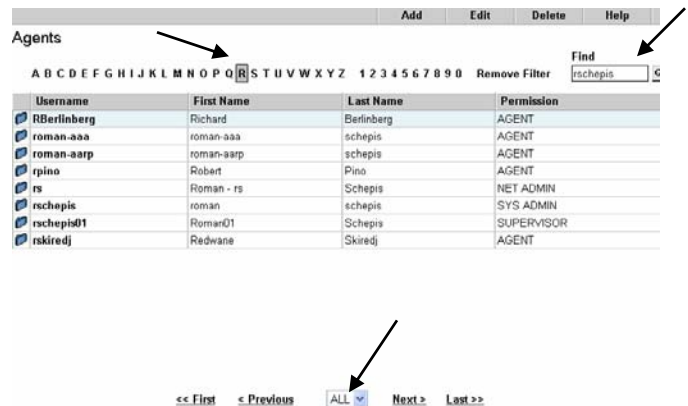 Add Edit Delete Help
Agents
Find
A B C D E F G H I J K L M N O P Q R S T U V W X Y Z 1 2 3 4 5 6 7 8 9 0 Remove Filter rschepis G
Username First Name Last Name Permission
RBerlinberg Richard Berlinberg AGENT
roman-aaa roman-aaa schepis AGENT
roman-aarp roman-aarp schepis AGENT
rpino Robert Pino AGENT
rs Roman - rs Schepis NET ADMIN
rschepis roman schepis SYS ADMIN
rschepis01 Roman01 Schepis SUPERVISOR
rskiredj Redwane Skiredj AGENT
<< First < Previous ALL Next > Last >>